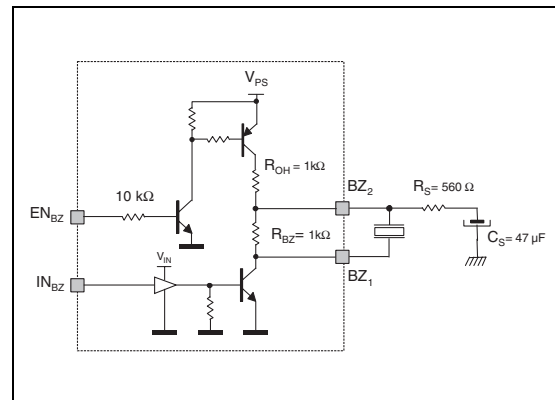 V_PS
R_OH = 1kΩ
10 kΩ
BZ_2
R_S= 560 Ω
EN_BZ
R_BZ= 1kΩ
C_S= 47 µF
V_IN
BZ_1
IN_BZ